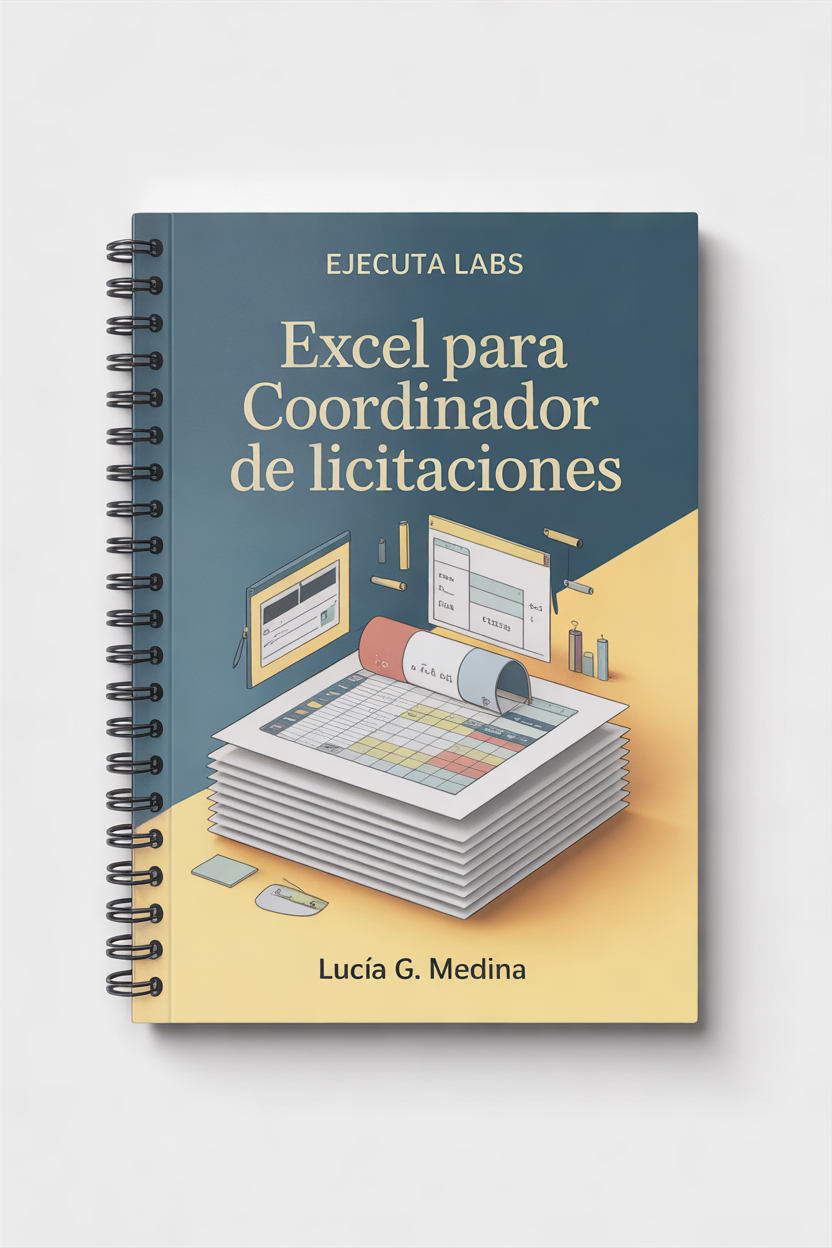 EJECUTA LABS
Excel para
Coordinador
de licitaciones
Lucía G. Medina